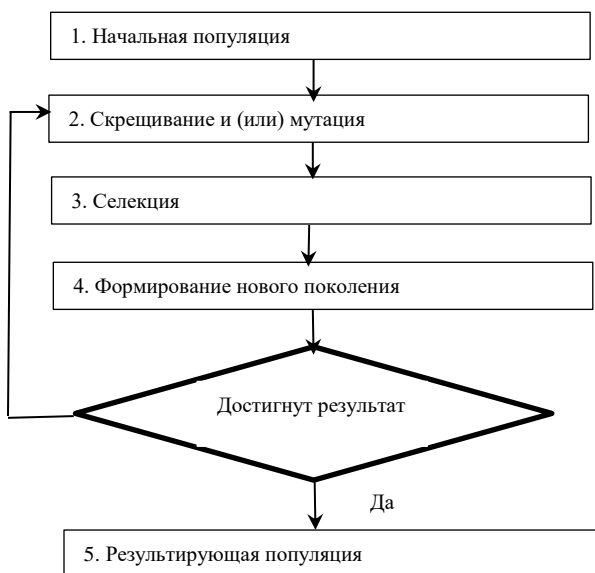 1. Начальная популяция
2. Скрещивание и (или) мутация
3. Селекция
4. Формирование нового поколения
Достигнут результат
Да
5. Результирующая популяция